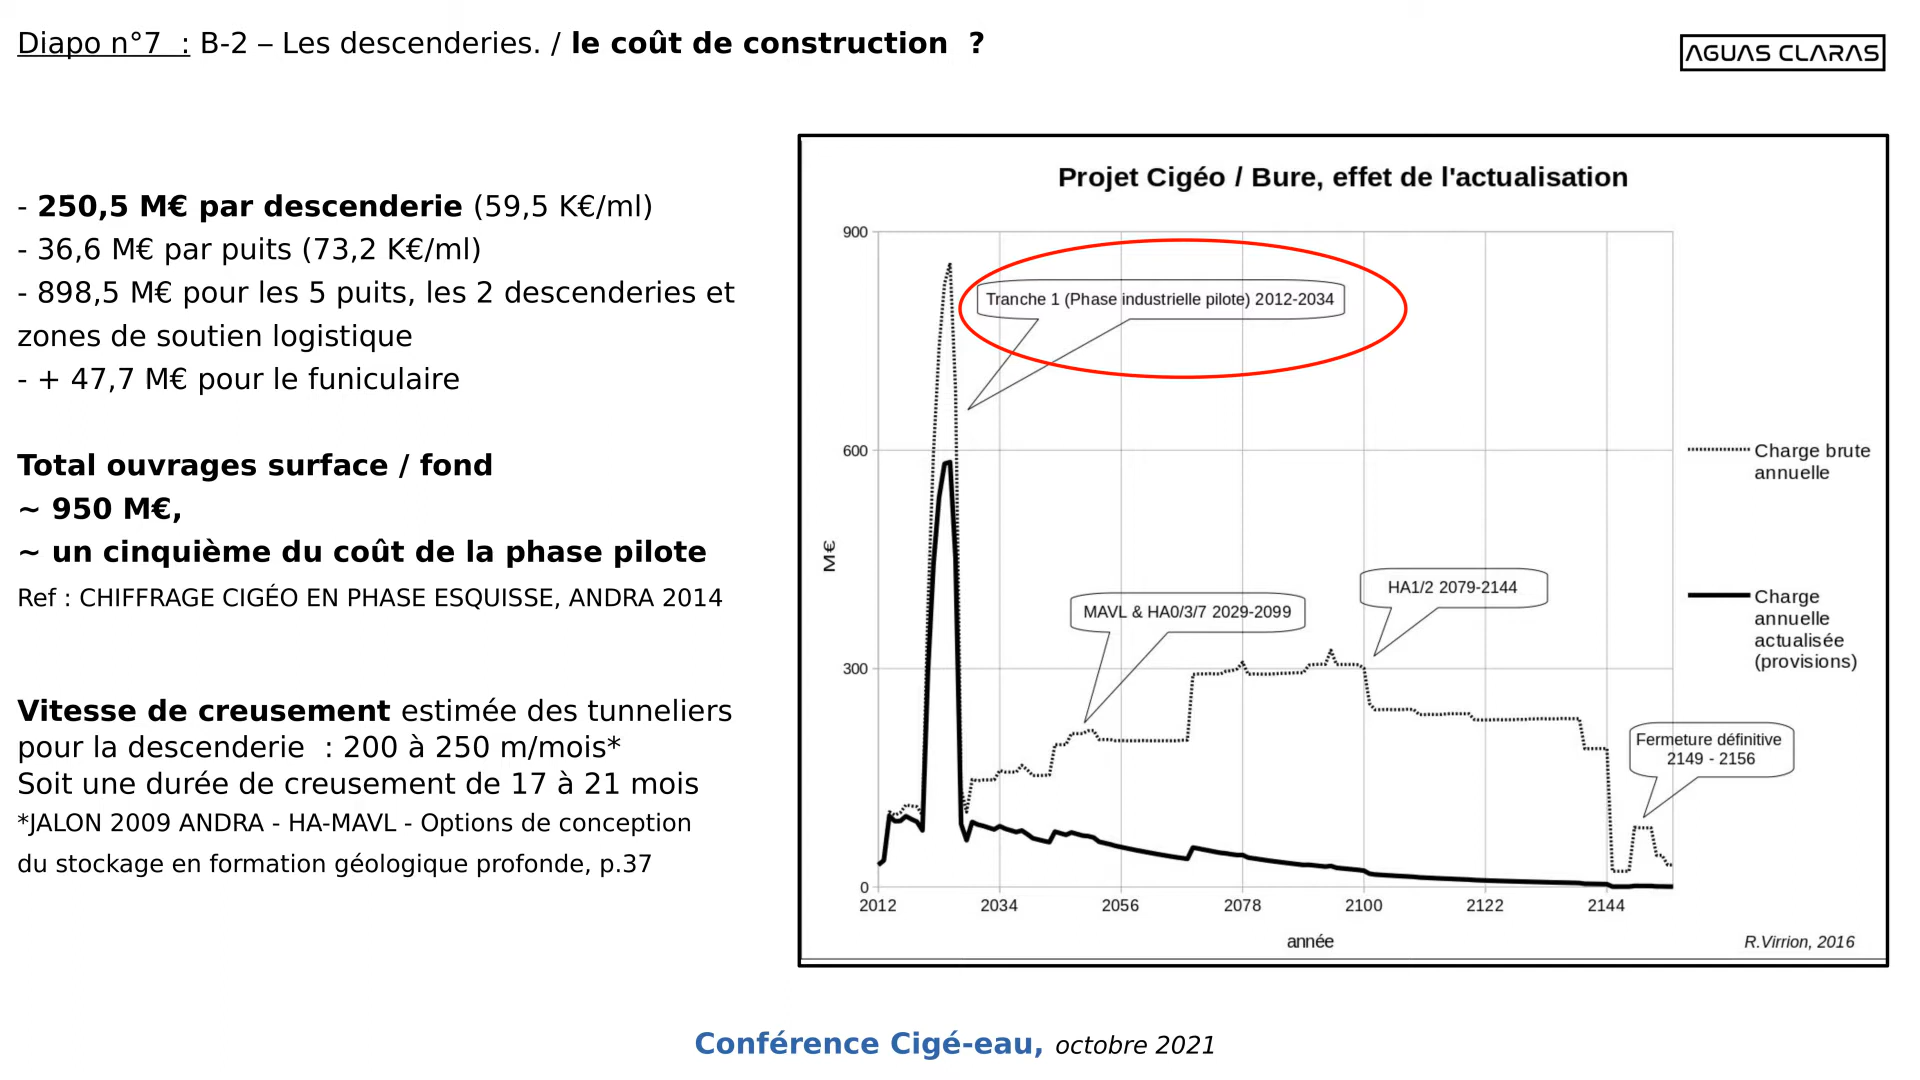 Diapo n°7  : B-2 – Les descenderies. / le coût de construction  ?
AGUAS CLARAS
- 250,5 M€ par descenderie (59,5 K€/ml)
- 36,6 M€ par puits (73,2 K€/ml)
- 898,5 M€ pour les 5 puits, les 2 descenderies et
zones de soutien logistique
- + 47,7 M€ pour le funiculaire
Total ouvrages surface / fond
~ 950 M€,
~ un cinquième du coût de la phase pilote
Ref : CHIFFRAGE CIGÉO EN PHASE ESQUISSE, ANDRA 2014
Vitesse de creusement estimée des tunneliers
pour la descenderie  : 200 à 250 m/mois*
Soit une durée de creusement de 17 à 21 mois
*JALON 2009 ANDRA - HA-MAVL - Options de conception
du stockage en formation géologique profonde, p.37
Projet Cigéo / Bure, effet de l'actualisation
900
600
300
0
M€
Tranche 1 (Phase industrielle pilote) 2012-2034
MAVL & HA0/3/7 2029-2099
HA1/2 2079-2144
Fermeture définitive
2149 - 2156
Charge brute
annuelle
Charge
annuelle
actualisée
(provisions)
2012 2034 2056 2078 2100 2122 2144
année
R.Virrion, 2016
Conférence Cigé-eau, octobre 2021